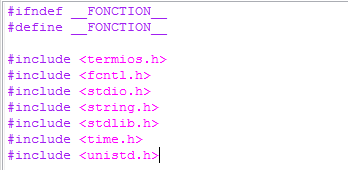 #ifndef __FONCTION__
#define __FONCTION__
#include <termios.h>
#include <fcntl.h>
#include <stdio.h>
#include <string.h>
#include <stdlib.h>
#include <time.h>
#include <unistd.h>